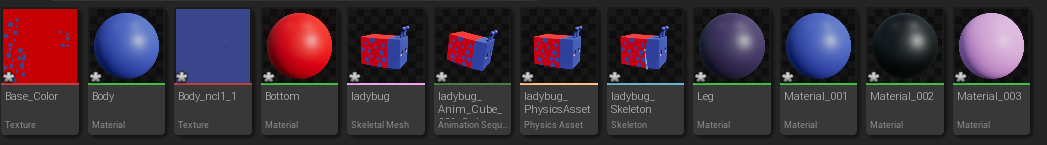 Base_Color
Texture
Body
Material
Body_ncl1_1
Texture
Bottom
Material
ladybug
Skeletal Mesh
ladybug_
Anim_Cube_
Animation Sequ...
ladybug_
PhysicsAsset
Physics Asset
ladybug_
Skeleton
Skeleton
Leg
Material
Material_001
Material
Material_002
Material
Material_003
Material